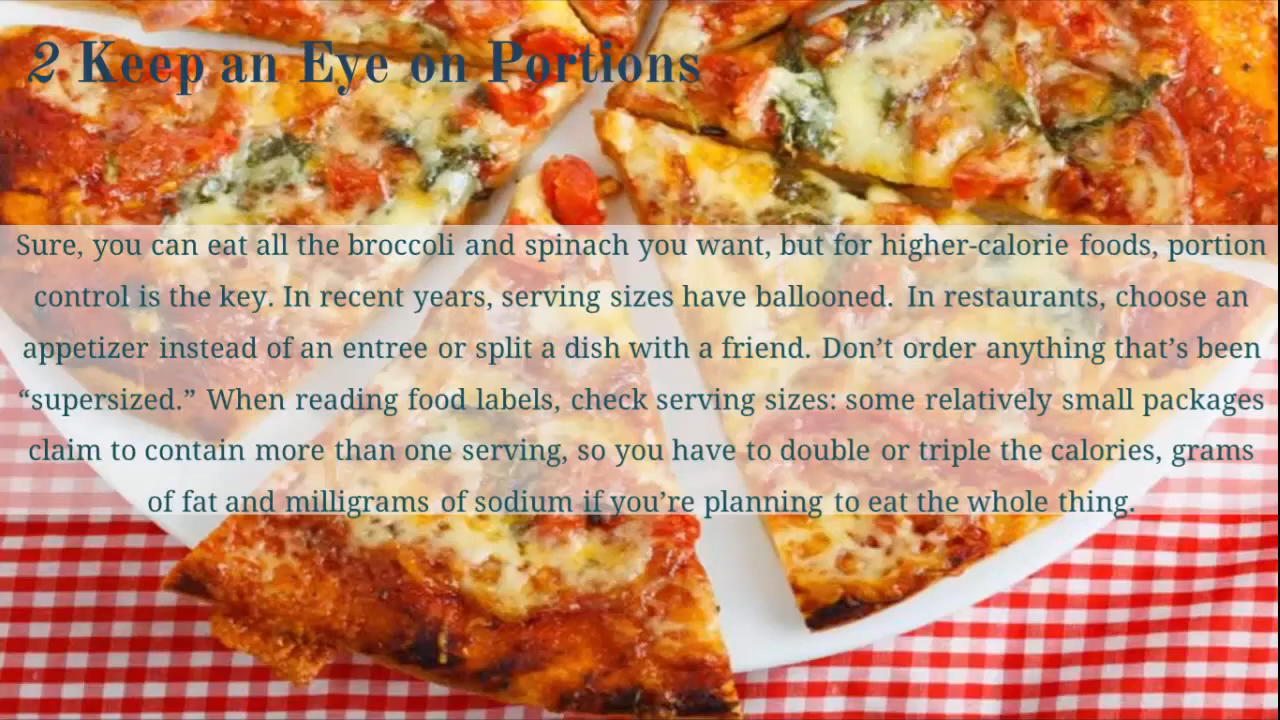 2 Keep an Eye on Portions
Sure, you can eat all the broccoli and spinach you want, but for higher-calorie foods, portion
control is the key. In recent years, serving sizes have ballooned. In restaurants, choose an
appetizer instead of an entree or split a dish with a friend. Don’t order anything that’s been
“supersized.” When reading food labels, check serving sizes: some relatively small packages
claim to contain more than one serving, so you have to double or triple the calories, grams
of fat and milligrams of sodium if you’re planning to eat the whole thing.